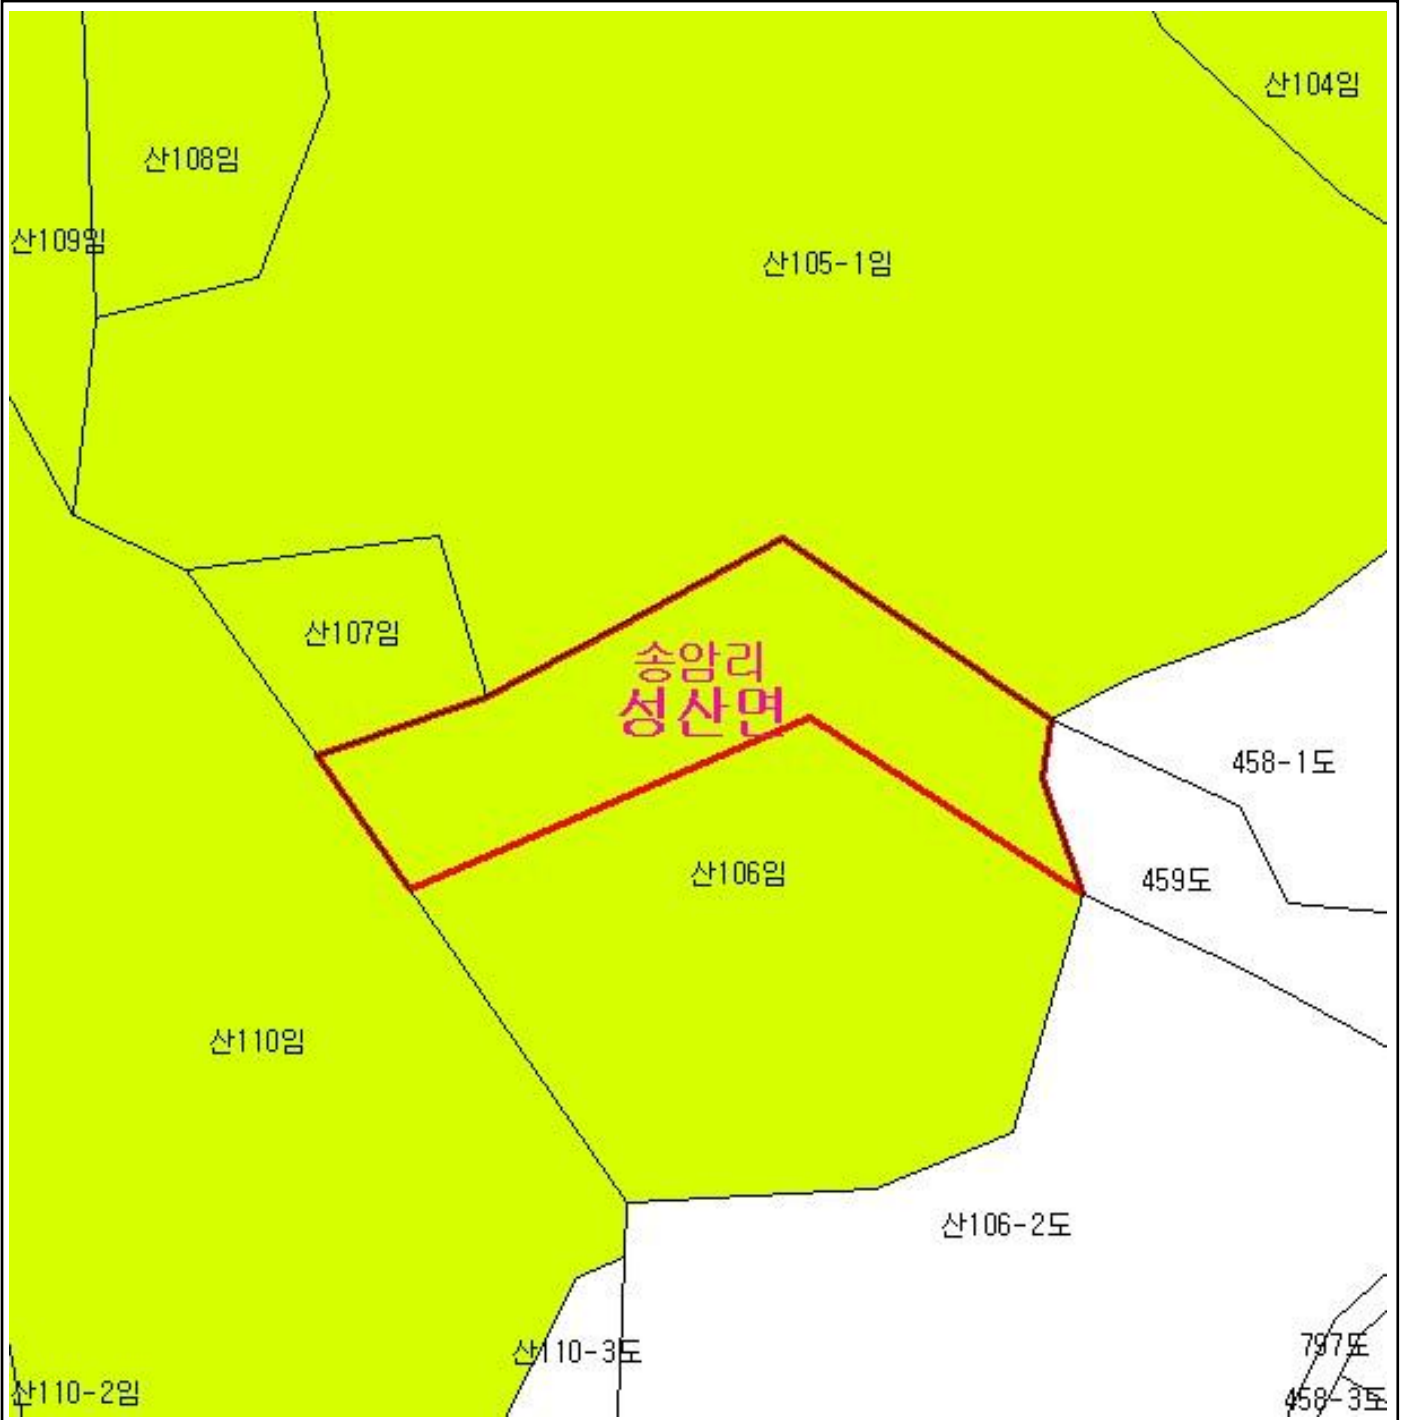 산104임
산108임
산109임
산105-1임
산107임
송암리
성산면
458-1도
산106임
459도
산110임
산106-2도
797도
산110-3도
산110-2임
458-3도